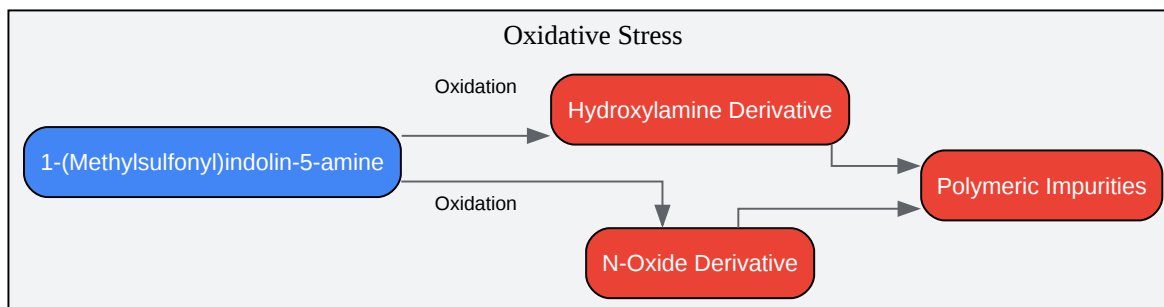 Oxidative Stress
Oxidation
Hydroxylamine Derivative
1-(Methylsulfonyl)indolin-5-amine
Polymeric Impurities
Oxidation
N-Oxide Derivative